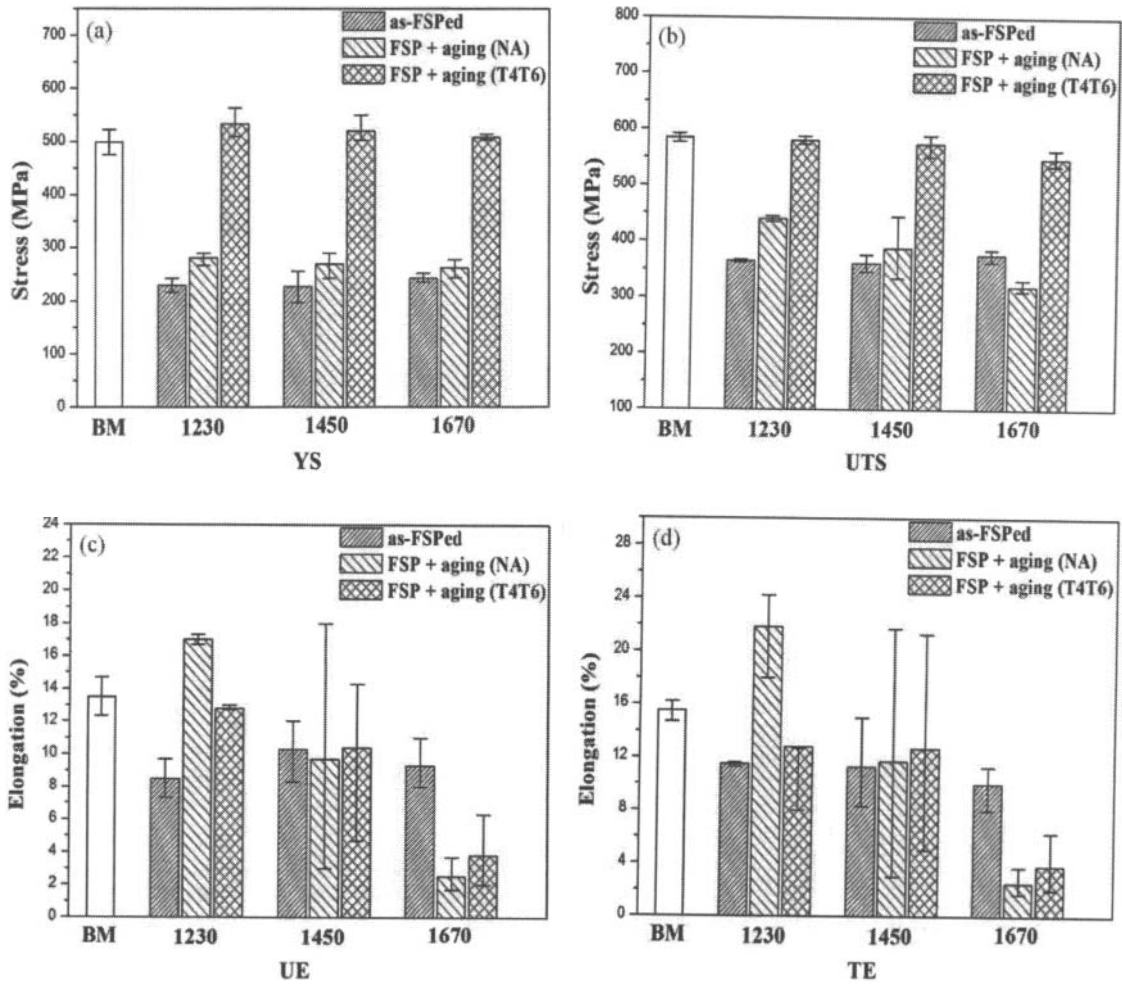 (a)
as-FSPed
FSP + aging (NA)
FSP + aging (T4T6)
Stress (MPa)
700
600
500
400
300
200
100
0
BM 1230 1450 1670
YS
(b)
as-FSPed
FSP + aging (NA)
FSP + aging (T4T6)
Stress (MPa)
800
700
600
500
400
300
200
100
BM 1230 1450 1670
UTS
(c)
as-FSPed
FSP + aging (NA)
FSP + aging (T4T6)
Elongation (%)
24
22
20
18
16
14
12
10
8
6
4
2
0
BM 1230 1450 1670
UE
(d)
as-FSPed
FSP + aging (NA)
FSP + aging (T4T6)
Elongation (%)
28
24
20
16
12
8
4
0
BM 1230 1450 1670
TE